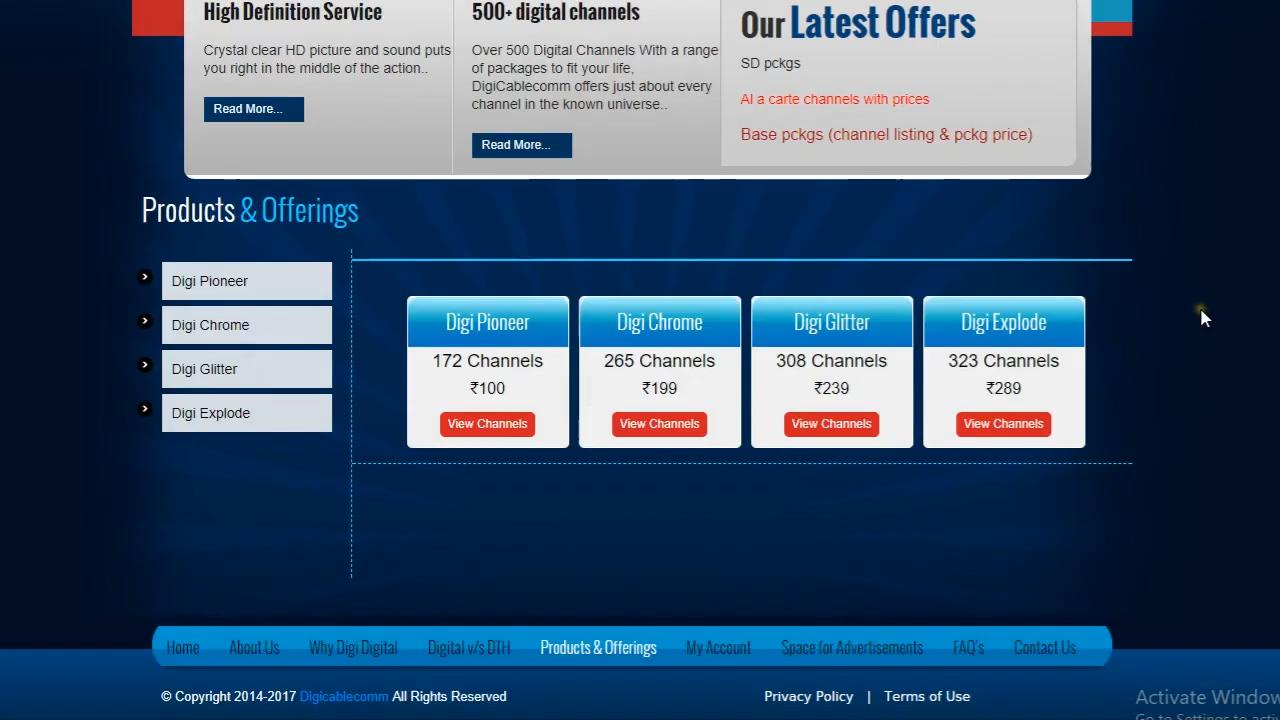 High Definition Service
Crystal clear HD picture and sound puts
you right in the middle of the action..
Read More...
500+ digital channels
Over 500 Digital Channels With a range
of packages to fit your life,
DigiCablecomm offers just about every
channel in the known universe..
Read More...
Our Latest Offers
SD pckgs
Al a carte channels with prices
Base pckgs (channel listing & pckg price)
Products & Offerings
Digi Pioneer
Digi Chrome
Digi Glitter
Digi Explode
Digi Pioneer
172 Channels
₹100
View Channels
Digi Chrome
265 Channels
₹199
View Channels
Digi Glitter
308 Channels
₹239
View Channels
Digi Explode
323 Channels
₹289
View Channels
Home About Us Why Digi Digital Digital v/s DTH Products & Offerings My Account Space for Advertisements FAQ's Contact Us
© Copyright 2014-2017 Digicablecomm All Rights Reserved
Privacy Policy | Terms of Use
Activate Window
Go to Settings to acti